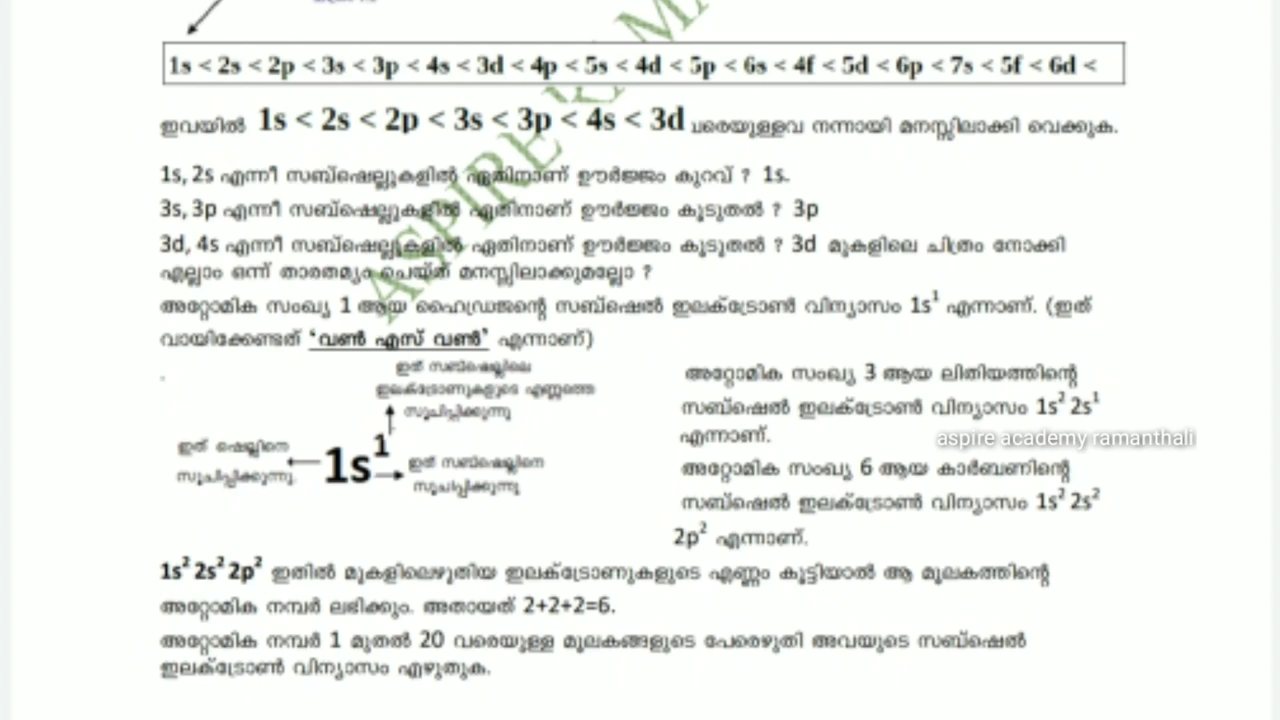 1s < 2s < 2p < 3s < 3p < 4s < 3d < 4p < 5s < 4d < 5p < 6s < 4f < 5d < 6p < 7s < 5f < 6d <
ഇവയിൽ 1s < 2s < 2p < 3s < 3p < 4s < 3d വരെയുള്ളവ നന്നായി മനസ്സിലാക്കി വെക്കുക.
1s, 2s എന്നീ സബ്ഷെല്ലുകളിൽ ഏതിനാണ് ഊർജ്ജം കുറവ് ? 1s.
3s, 3p എന്നീ സബ്ഷെല്ലുകളിൽ ഏതിനാണ് ഊർജ്ജം കൂടുതൽ ? 3p
3d, 4s എന്നീ സബ്ഷെല്ലുകളിൽ ഏതിനാണ് ഊർജ്ജം കൂടുതൽ ? 3d മുകളിലെ ചിത്രം നോക്കി
എല്ലാം ഒന്ന് താരതമ്യം ചെയ്ത് മനസ്സിലാക്കുമല്ലോ ?
അറ്റോമിക സംഖ്യ 1 ആയ ഹൈഡ്രജന്റെ സബ്ഷെൽ ഇലക്ട്രോൺ വിന്യാസം 1s¹ എന്നാണ്. (ഇത്
വായിക്കേണ്ടത് ‘വൺ എസ് വൺ’ എന്നാണ്)
ഇത് സബ്ഷെല്ലിലെ
ഇലക്ട്രോണുകളുടെ എണ്ണത്തെ
സൂചിപ്പിക്കുന്നു
ഇത് ഷെല്ലിനെ
സൂചിപ്പിക്കുന്നു.
1s¹
ഇത് സബ്ഷെല്ലിനെ
സൂചിപ്പിക്കുന്നു
അറ്റോമിക സംഖ്യ 3 ആയ ലിതിയത്തിന്റെ
സബ്ഷെൽ ഇലക്ട്രോൺ വിന്യാസം 1s² 2s¹
എന്നാണ്.
aspire academy ramanthali
അറ്റോമിക സംഖ്യ 6 ആയ കാർബണിന്റെ
സബ്ഷെൽ ഇലക്ട്രോൺ വിന്യാസം 1s² 2s²
2p² എന്നാണ്.
1s² 2s² 2p² ഇതിൽ മുകളിലെഴുതിയ ഇലക്ട്രോണുകളുടെ എണ്ണം കൂട്ടിയാൽ ആ മൂലകത്തിന്റെ
അറ്റോമിക നമ്പർ ലഭിക്കും. അതായത് 2+2+2=6.
അറ്റോമിക നമ്പർ 1 മുതൽ 20 വരെയുള്ള മൂലകങ്ങളുടെ പേരെഴുതി അവയുടെ സബ്ഷെൽ
ഇലക്ട്രോൺ വിന്യാസം എഴുതുക.
ASPIRE